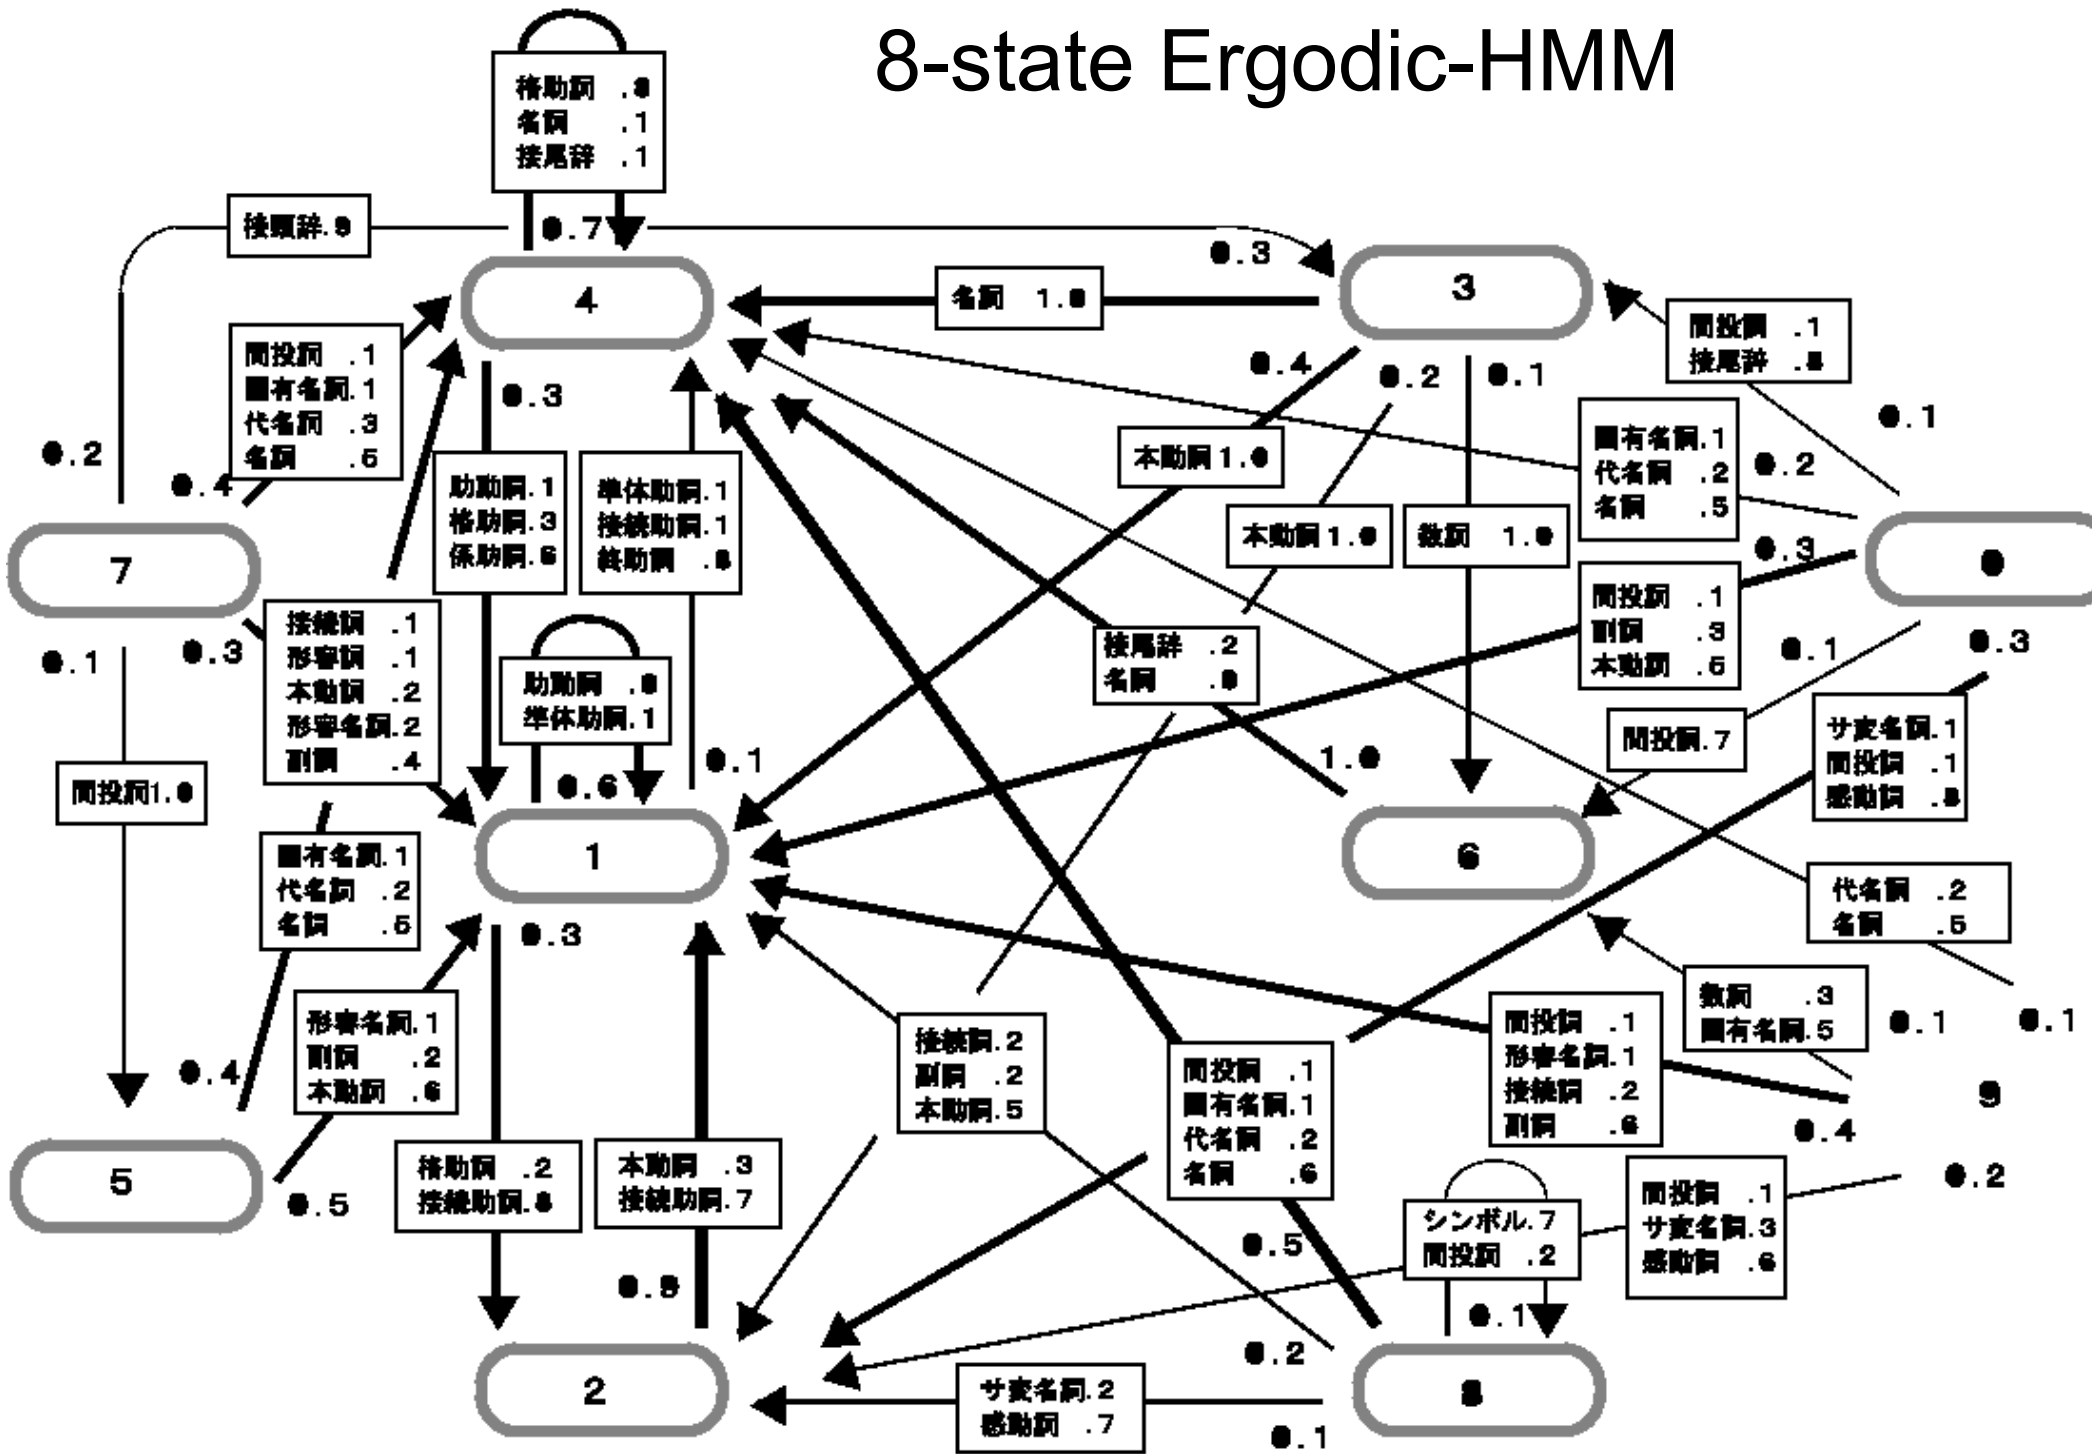 8-state Ergodic-HMM
格助詞 .8
名詞 .1
接尾辞 .1
接頭辞.9
0.7
0.3
4
3
名詞 1.0
間投詞 .1
接尾辞 .8
間投詞 .1
固有名詞.1
代名詞 .3
名詞 .5
0.3
0.4
0.2
0.1
0.1
0.2
0.4
助動詞.1
格助詞.3
係助詞.6
準体助詞.1
接続助詞.1
終助詞 .8
本動詞1.0
固有名詞.1
代名詞 .2
名詞 .5
0.2
本動詞1.0
数詞 1.0
0.3
7
0
間投詞 .1
副詞 .3
本動詞 .5
0.1
0.3
0.1
0.3
接続詞 .1
形容詞 .1
本動詞 .2
形容名詞.2
副詞 .4
助動詞 .8
準体助詞.1
接尾辞 .2
名詞 .8
間投詞.7
サ変名詞.1
間投詞 .1
感動詞 .8
間投詞1.0
0.6
0.1
1.0
1
6
固有名詞.1
代名詞 .2
名詞 .5
代名詞 .2
名詞 .5
0.3
形容名詞.1
副詞 .2
本動詞 .6
接続詞.2
副詞 .2
本動詞.5
間投詞 .1
固有名詞.1
代名詞 .2
名詞 .6
間投詞 .1
形容名詞.1
接続詞 .2
副詞 .6
数詞 .3
固有名詞.5
0.1
0.1
9
0.4
0.4
0.2
5
0.5
格助詞 .2
接続助詞.8
本動詞 .3
接続助詞.7
シンボル.7
間投詞 .2
間投詞 .1
サ変名詞.3
感動詞 .6
0.5
0.9
0.1
0.2
2
サ変名詞.2
感動詞 .7
8
0.1